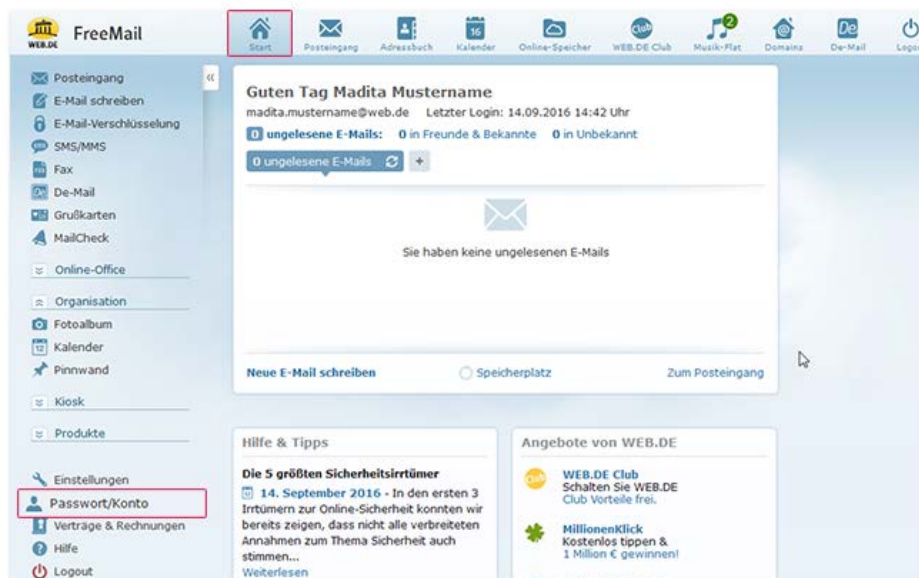 WEB.DE
FreeMail
Start
Posteingang
Adressbuch
16
Kalender
Online-Speicher
Club
WEB.DE Club
2
Musik-Flat
Domains
De
De-Mail
Posteingang
E-Mail schreiben
E-Mail-Verschlüsselung
SMS/MMS
Fax
De-Mail
Grußkarten
MailCheck
Online-Office
Organisation
Fotoalbum
12
Kalender
Pinnwand
Kiosk
Produkte
Einstellungen
Passwort/Konto
Verträge & Rechnungen
Hilfe
Logout
Guten Tag Madita Mustername
madita.mustername@web.de Letzter Login: 14.09.2016 14:42 Uhr
0 ungelesene E-Mails: 0 in Freunde & Bekannte 0 in Unbekannt
0 ungelesene E-Mails +
Sie haben keine ungelesenen E-Mails
Neue E-Mail schreiben Speicherplatz Zum Posteingang
Hilfe & Tipps
Die 5 größten Sicherheitsirrtümer
14. September 2016 - In den ersten 3
Irrtümern zur Online-Sicherheit konnten wir
bereits zeigen, dass nicht alle verbreiteten
Annahmen zum Thema Sicherheit auch
stimmen...
Weiterlesen
Angebote von WEB.DE
Club
WEB.DE Club
Schalten Sie WEB.DE
Club Vorteile frei.
MillionenKlick
Kostenlos tippen &
1 Million € gewinnen!